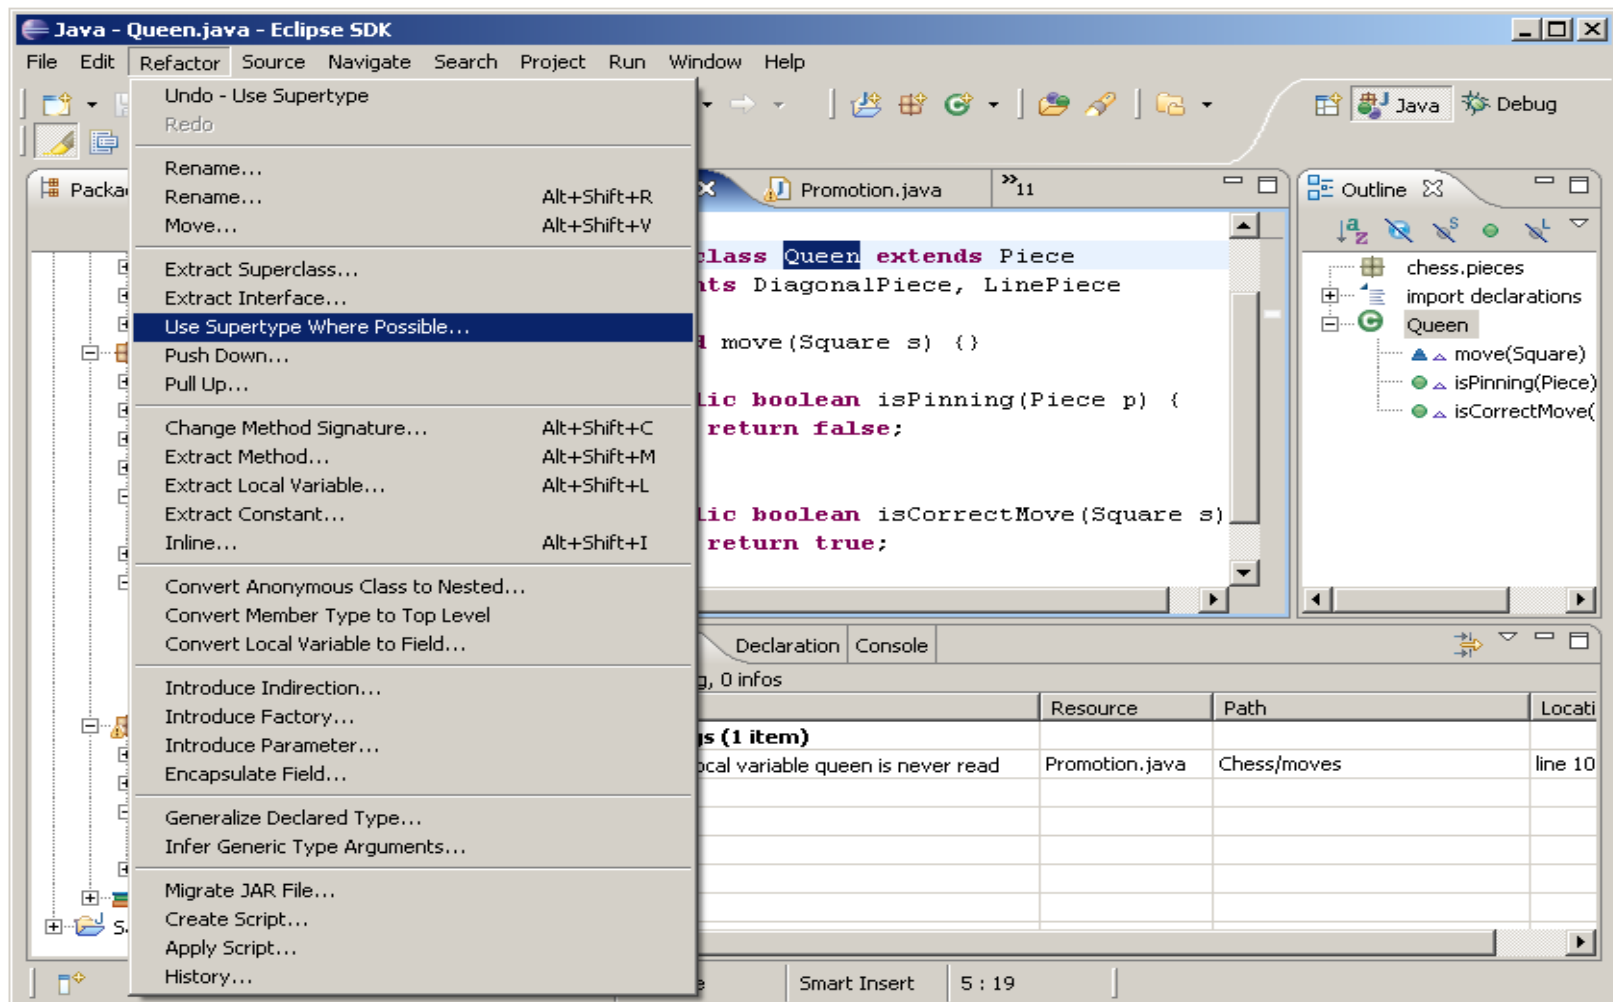 Java - Queen.java - Eclipse SDK
File Edit Refactor Source Navigate Search Project Run Window Help
Undo - Use Supertype
Redo
Java
Debug
Rename...
Rename... Alt+Shift+R
Move... Alt+Shift+V
Extract Superclass...
Extract Interface...
Use Supertype Where Possible...
Push Down...
Pull Up...
Change Method Signature... Alt+Shift+C
Extract Method... Alt+Shift+M
Extract Local Variable... Alt+Shift+L
Extract Constant...
Inline... Alt+Shift+I
Convert Anonymous Class to Nested...
Convert Member Type to Top Level
Convert Local Variable to Field...
Introduce Indirection...
Introduce Factory...
Introduce Parameter...
Encapsulate Field...
Generalize Declared Type...
Infer Generic Type Arguments...
Migrate JAR File...
Create Script...
Apply Script...
History...
Promotion.java
»11
class Queen extends Piece
DiagonalPiece, LinePiece
move(Square s) {}
boolean isPinning(Piece p) {
return false;
boolean isCorrectMove(Square s)
return true;
Outline
chess.pieces
import declarations
Queen
move(Square)
isPinning(Piece)
isCorrectMove(
Declaration Console
, 0 infos
Resource Path Locati
(1 item)
variable queen is never read Promotion.java Chess/moves line 10
Smart Insert 5 : 19